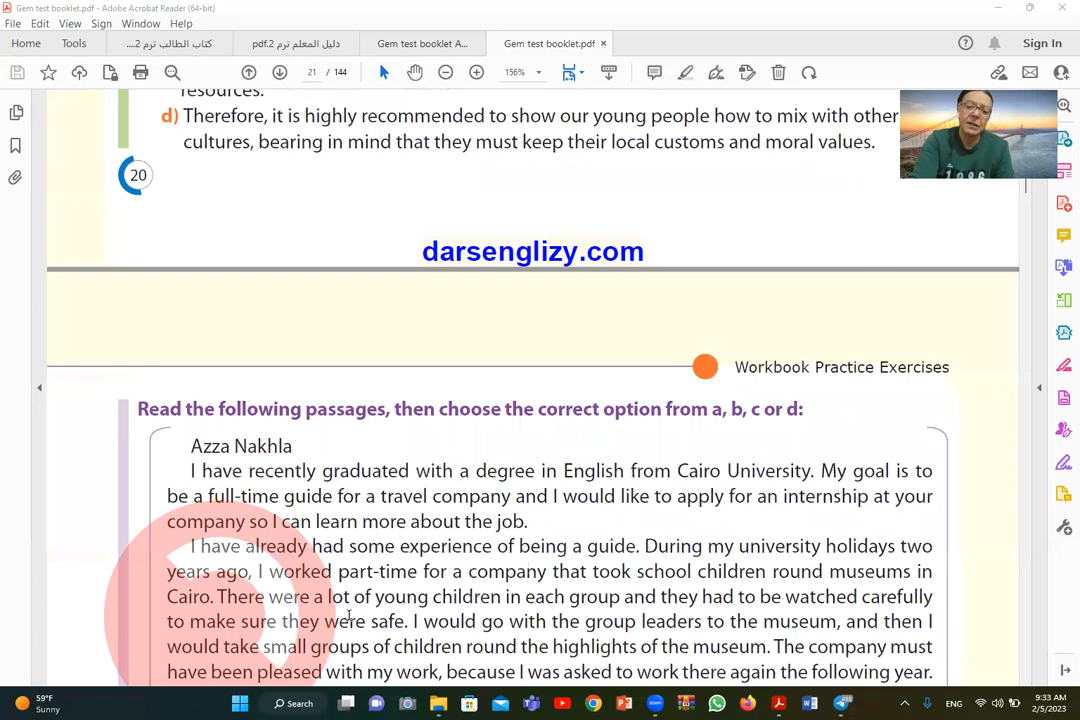 Gem test booklet.pdf - Adobe Acrobat Reader (64-bit)
File Edit View Sign Window Help
Home Tools كتاب الطالب ترم 2.... دليل المعلم ترم 2.pdf Gem test booklet A... Gem test booklet.pdf × Sign In
21 / 144 156%
resources.
d) Therefore, it is highly recommended to show our young people how to mix with other
cultures, bearing in mind that they must keep their local customs and moral values.
20
darsenglizy.com
Workbook Practice Exercises
Read the following passages, then choose the correct option from a, b, c or d:
Azza Nakhla
I have recently graduated with a degree in English from Cairo University. My goal is to
be a full-time guide for a travel company and I would like to apply for an internship at your
company so I can learn more about the job.
I have already had some experience of being a guide. During my university holidays two
years ago, I worked part-time for a company that took school children round museums in
Cairo. There were a lot of young children in each group and they had to be watched carefully
to make sure they were safe. I would go with the group leaders to the museum, and then I
would take small groups of children round the highlights of the museum. The company must
have been pleased with my work, because I was asked to work there again the following year.
59°F
Sunny
Search
ENG
9:33 AM
2/5/2023